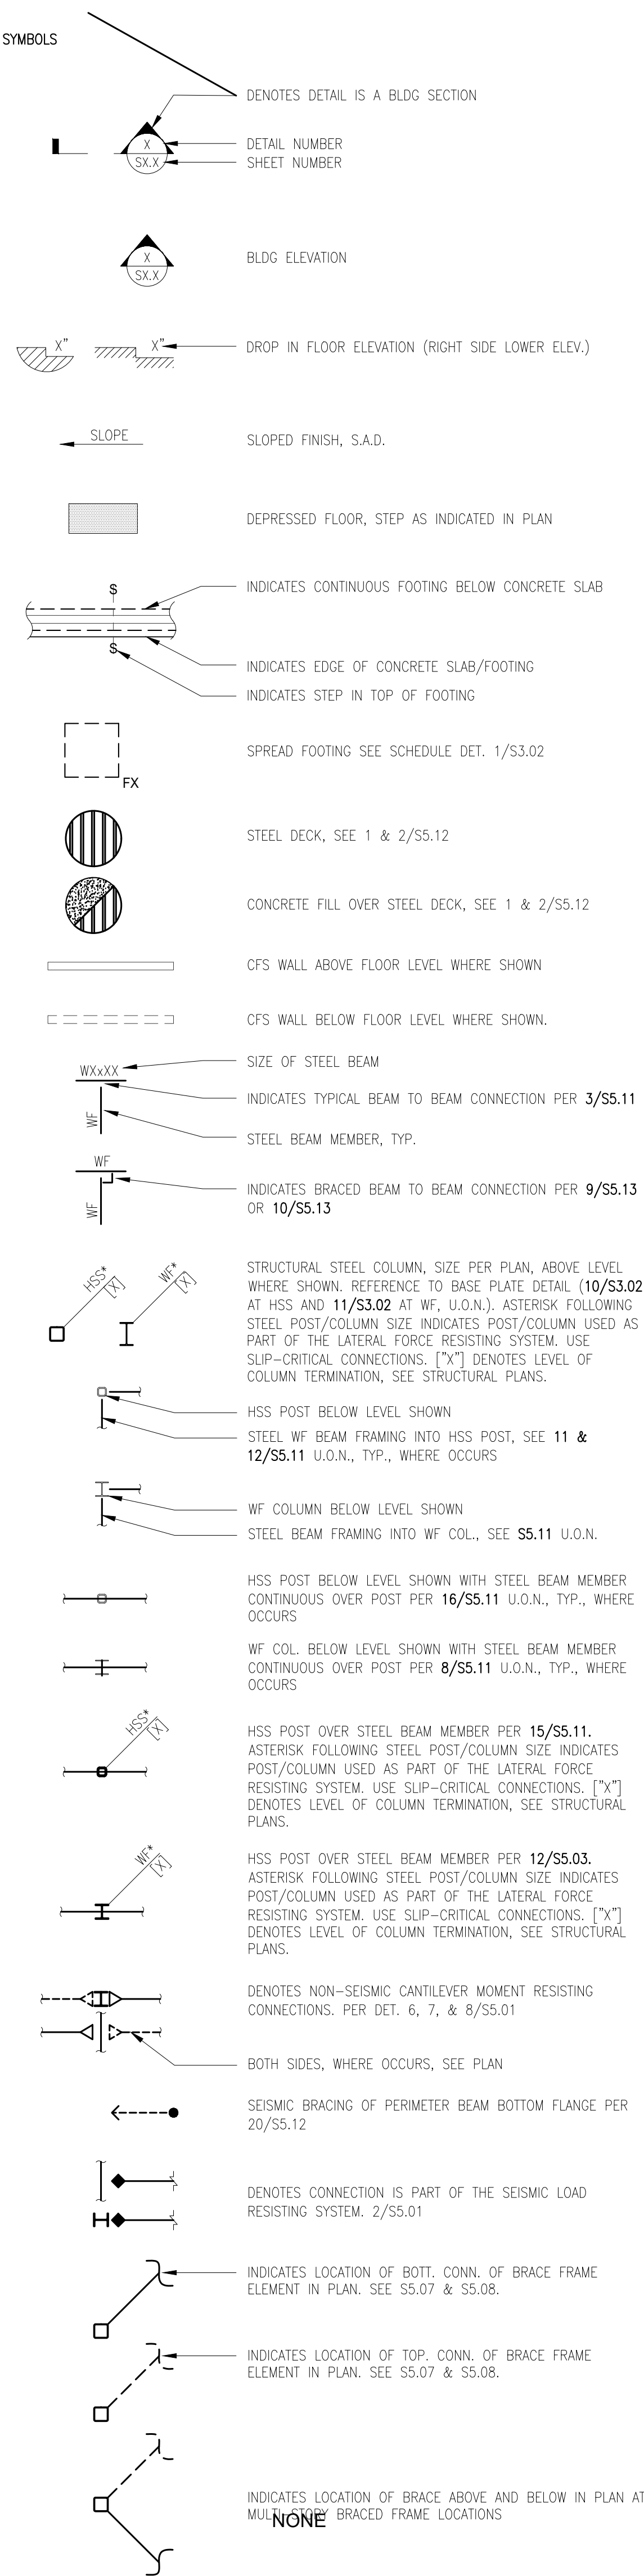 SYMBOLS
DENOTES DETAIL IS A BLDG SECTION
X
DETAIL NUMBER
SX.X
SHEET NUMBER
X
BLDG ELEVATION
SX.X
X"
X"
DROP IN FLOOR ELEVATION (RIGHT SIDE LOWER ELEV.)
SLOPE
SLOPED FINISH, S.A.D.
DEPRESSED FLOOR, STEP AS INDICATED IN PLAN
$
INDICATES CONTINUOUS FOOTING BELOW CONCRETE SLAB
$
INDICATES EDGE OF CONCRETE SLAB/FOOTING
INDICATES STEP IN TOP OF FOOTING
SPREAD FOOTING SEE SCHEDULE DET. 1/S3.02
FX
STEEL DECK, SEE 1 & 2/S5.12
CONCRETE FILL OVER STEEL DECK, SEE 1 & 2/S5.12
CFS WALL ABOVE FLOOR LEVEL WHERE SHOWN
CFS WALL BELOW FLOOR LEVEL WHERE SHOWN.
WXxXX
SIZE OF STEEL BEAM
INDICATES TYPICAL BEAM TO BEAM CONNECTION PER 3/S5.11
WF
STEEL BEAM MEMBER, TYP.
WF
WF
INDICATES BRACED BEAM TO BEAM CONNECTION PER 9/S5.13
OR 10/S5.13
HSS*
[X]
WF*
[X]
STRUCTURAL STEEL COLUMN, SIZE PER PLAN, ABOVE LEVEL
WHERE SHOWN. REFERENCE TO BASE PLATE DETAIL (10/S3.02
AT HSS AND 11/S3.02 AT WF, U.O.N.). ASTERISK FOLLOWING
STEEL POST/COLUMN SIZE INDICATES POST/COLUMN USED AS
PART OF THE LATERAL FORCE RESISTING SYSTEM. USE
SLIP-CRITICAL CONNECTIONS. ["X"] DENOTES LEVEL OF
COLUMN TERMINATION, SEE STRUCTURAL PLANS.
HSS POST BELOW LEVEL SHOWN
STEEL WF BEAM FRAMING INTO HSS POST, SEE 11 &
12/S5.11 U.O.N., TYP., WHERE OCCURS
WF COLUMN BELOW LEVEL SHOWN
STEEL BEAM FRAMING INTO WF COL., SEE S5.11 U.O.N.
HSS POST BELOW LEVEL SHOWN WITH STEEL BEAM MEMBER
CONTINUOUS OVER POST PER 16/S5.11 U.O.N., TYP., WHERE
OCCURS
WF COL. BELOW LEVEL SHOWN WITH STEEL BEAM MEMBER
CONTINUOUS OVER POST PER 8/S5.11 U.O.N., TYP., WHERE
OCCURS
HSS*
[X]
HSS POST OVER STEEL BEAM MEMBER PER 15/S5.11.
ASTERISK FOLLOWING STEEL POST/COLUMN SIZE INDICATES
POST/COLUMN USED AS PART OF THE LATERAL FORCE
RESISTING SYSTEM. USE SLIP-CRITICAL CONNECTIONS. ["X"]
DENOTES LEVEL OF COLUMN TERMINATION, SEE STRUCTURAL
PLANS.
WF*
[X]
HSS POST OVER STEEL BEAM MEMBER PER 12/S5.03.
ASTERISK FOLLOWING STEEL POST/COLUMN SIZE INDICATES
POST/COLUMN USED AS PART OF THE LATERAL FORCE
RESISTING SYSTEM. USE SLIP-CRITICAL CONNECTIONS. ["X"]
DENOTES LEVEL OF COLUMN TERMINATION, SEE STRUCTURAL
PLANS.
DENOTES NON-SEISMIC CANTILEVER MOMENT RESISTING
CONNECTIONS. PER DET. 6, 7, & 8/S5.01
BOTH SIDES, WHERE OCCURS, SEE PLAN
SEISMIC BRACING OF PERIMETER BEAM BOTTOM FLANGE PER
20/S5.12
DENOTES CONNECTION IS PART OF THE SEISMIC LOAD
RESISTING SYSTEM. 2/S5.01
INDICATES LOCATION OF BOTT. CONN. OF BRACE FRAME
ELEMENT IN PLAN. SEE S5.07 & S5.08.
INDICATES LOCATION OF TOP. CONN. OF BRACE FRAME
ELEMENT IN PLAN. SEE S5.07 & S5.08.
INDICATES LOCATION OF BRACE ABOVE AND BELOW IN PLAN AT
MULTI-STORY BRACED FRAME LOCATIONS
NONE